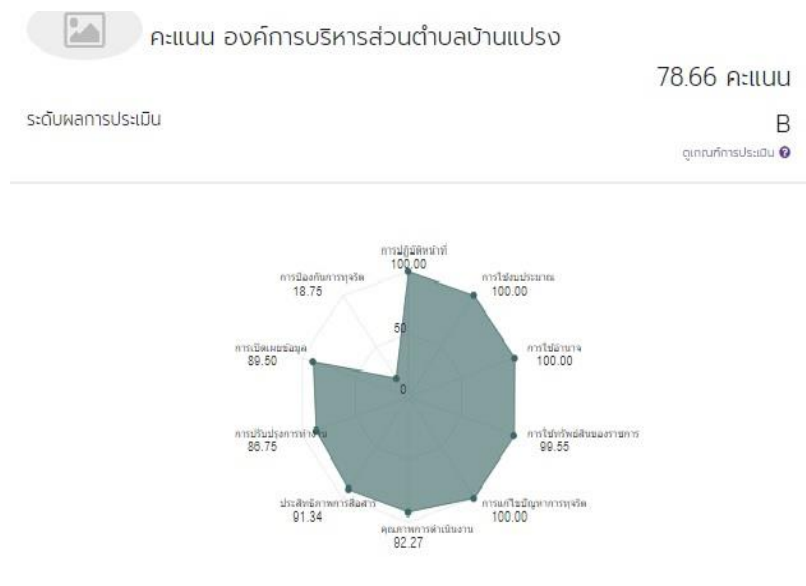 คะแนน องค์การบริหารส่วนตำบลบ้านแปรง
78.66 คะแนน
ระดับผลการประเมิน
B
ดูเกณฑ์การประเมิน ?
การปฏิบัติหน้าที่
100.00
การใช้งบประมาณ
100.00
การใช้อำนาจ
100.00
การใช้ทรัพย์สินของราชการ
99.55
การแก้ไขปัญหาการทุจริต
100.00
คุณภาพการดำเนินงาน
82.27
ประสิทธิภาพการสื่อสาร
91.34
การปรับปรุงการทำงาน
86.75
การเปิดเผยข้อมูล
89.50
การป้องกันการทุจริต
18.75
50
0